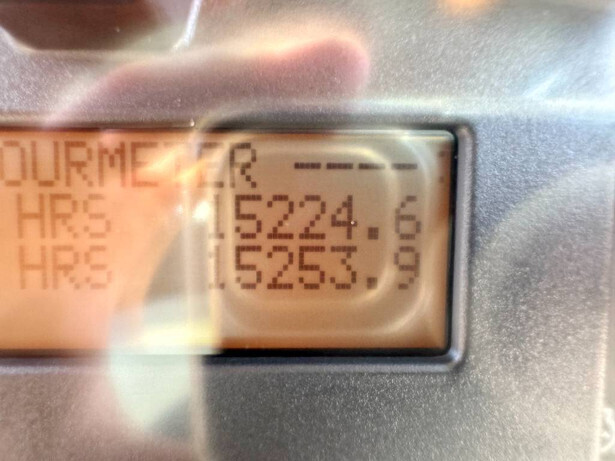 OURMETER ----:
HRS 15224.6
HRS 15253.9